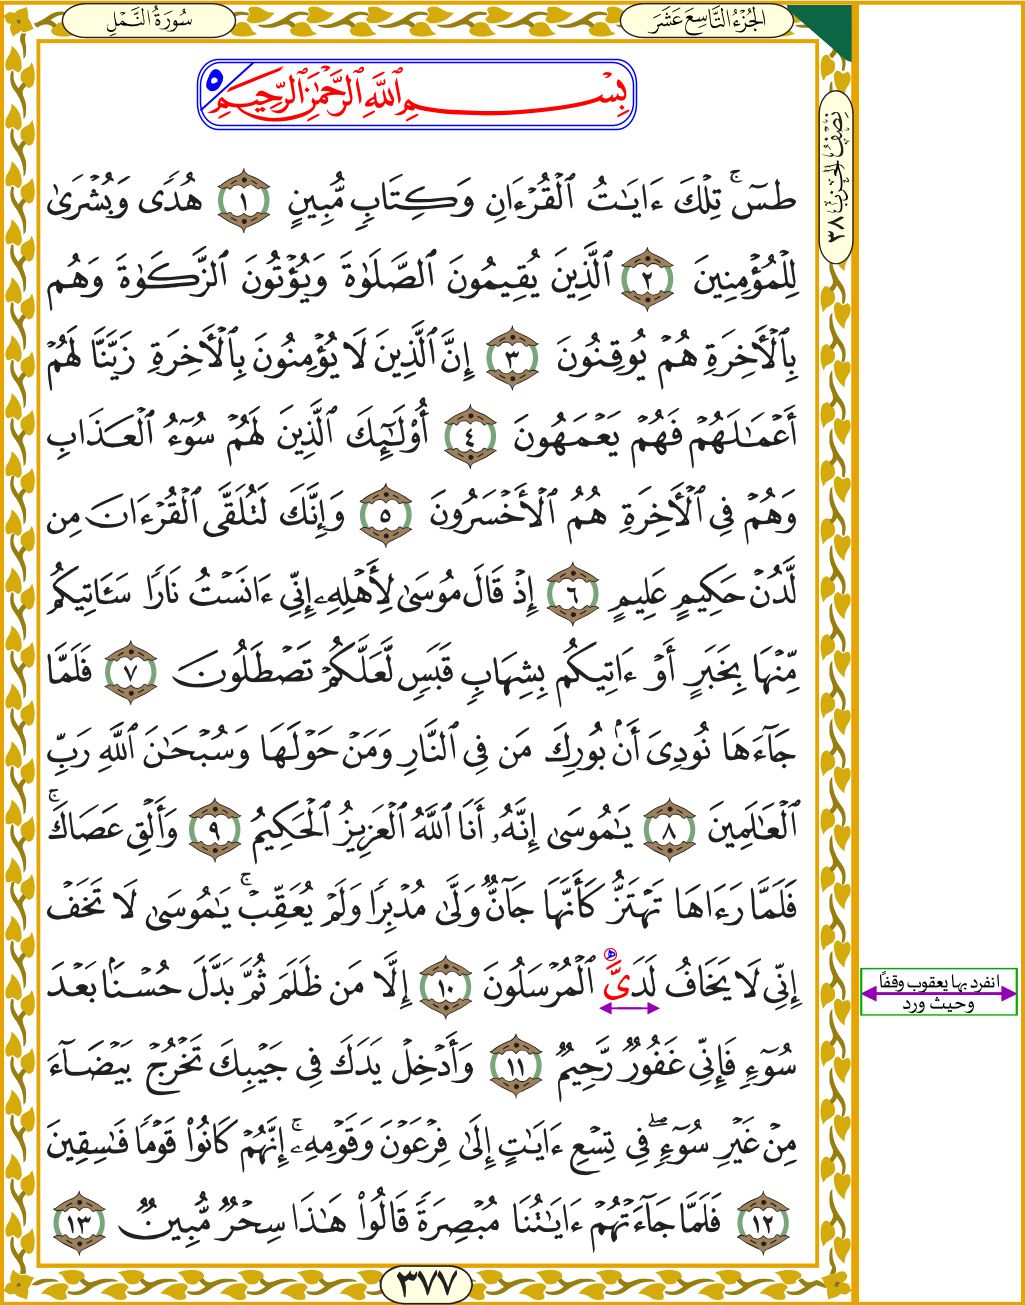 سُورَةُ النَّمْلِ
الجُزْءُ التَّاسِعَ عَشَرَ
نِصْفُ الحِزْبِ ٣٨
بِسْمِ ٱللَّهِ ٱلرَّحْمَٰنِ ٱلرَّحِيمِ ٥
طسٓۚ تِلْكَ ءَايَٰتُ ٱلْقُرْءَانِ وَكِتَابٖ مُّبِينٍ ١ هُدٗى وَبُشْرَىٰ
لِلْمُؤْمِنِينَ ٢ ٱلَّذِينَ يُقِيمُونَ ٱلصَّلَوٰةَ وَيُؤْتُونَ ٱلزَّكَوٰةَ وَهُم
بِٱلْأٓخِرَةِ هُمْ يُوقِنُونَ ٣ إِنَّ ٱلَّذِينَ لَا يُؤْمِنُونَ بِٱلْأٓخِرَةِ زَيَّنَّا لَهُمْ
أَعْمَٰلَهُمْ فَهُمْ يَعْمَهُونَ ٤ أُوْلَٰٓئِكَ ٱلَّذِينَ لَهُمْ سُوٓءُ ٱلْعَذَابِ
وَهُمْ فِي ٱلْأٓخِرَةِ هُمُ ٱلْأَخْسَرُونَ ٥ وَإِنَّكَ لَتُلَقَّى ٱلْقُرْءَانَ مِن
لَّدُنْ حَكِيمٍ عَلِيمٍ ٦ إِذْ قَالَ مُوسَىٰ لِأَهْلِهِۦ إِنِّي ءَانَسْتُ نَارٗا سَـَٔاتِيكُم
مِّنْهَا بِخَبَرٍ أَوْ ءَاتِيكُم بِشِهَابٖ قَبَسٖ لَّعَلَّكُمْ تَصْطَلُونَ ٧ فَلَمَّا
جَآءَهَا نُودِيَ أَنۢ بُورِكَ مَن فِي ٱلنَّارِ وَمَنْ حَوْلَهَا وَسُبْحَٰنَ ٱللَّهِ رَبِّ
ٱلْعَٰلَمِينَ ٨ يَٰمُوسَىٰٓ إِنَّهُۥ أَنَا ٱللَّهُ ٱلْعَزِيزُ ٱلْحَكِيمُ ٩ وَأَلْقِ عَصَاكَۚ
فَلَمَّا رَءَاهَا تَهْتَزُّ كَأَنَّهَا جَآنّٞ وَلَّىٰ مُدْبِرٗا وَلَمْ يُعَقِّبْۚ يَٰمُوسَىٰ لَا تَخَفْ
إِنِّي لَا يَخَافُ لَدَيَّ ٱلْمُرْسَلُونَ ١٠ إِلَّا مَن ظَلَمَ ثُمَّ بَدَّلَ حُسْنَۢا بَعْدَ
سُوٓءٖ فَإِنِّي غَفُورٞ رَّحِيمٞ ١١ وَأَدْخِلْ يَدَكَ فِي جَيْبِكَ تَخْرُجْ بَيْضَآءَ
مِنْ غَيْرِ سُوٓءٖۖ فِي تِسْعِ ءَايَٰتٍ إِلَىٰ فِرْعَوْنَ وَقَوْمِهِۦٓۚ إِنَّهُمْ كَانُواْ قَوْمٗا فَٰسِقِينَ
١٢ فَلَمَّا جَآءَتْهُمْ ءَايَٰتُنَا مُبْصِرَةٗ قَالُواْ هَٰذَا سِحْرٞ مُّبِينٞ ١٣
انفرد بها يعقوب وقفًا
وحيث ورد
٣٧٧